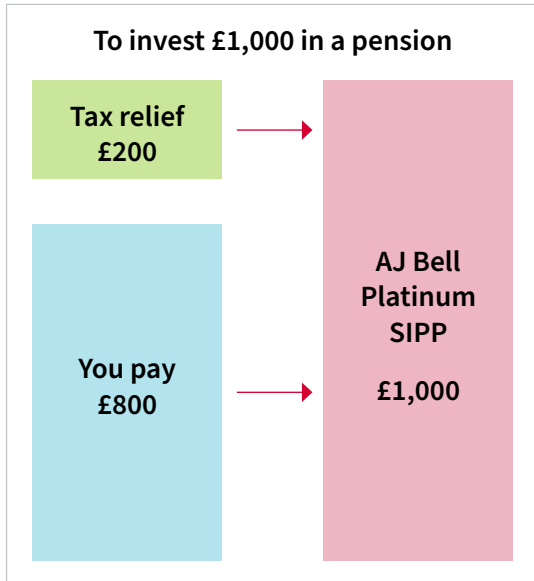 To invest £1,000 in a pension
Tax relief
£200
You pay
£800
AJ Bell
Platinum
SIPP
£1,000